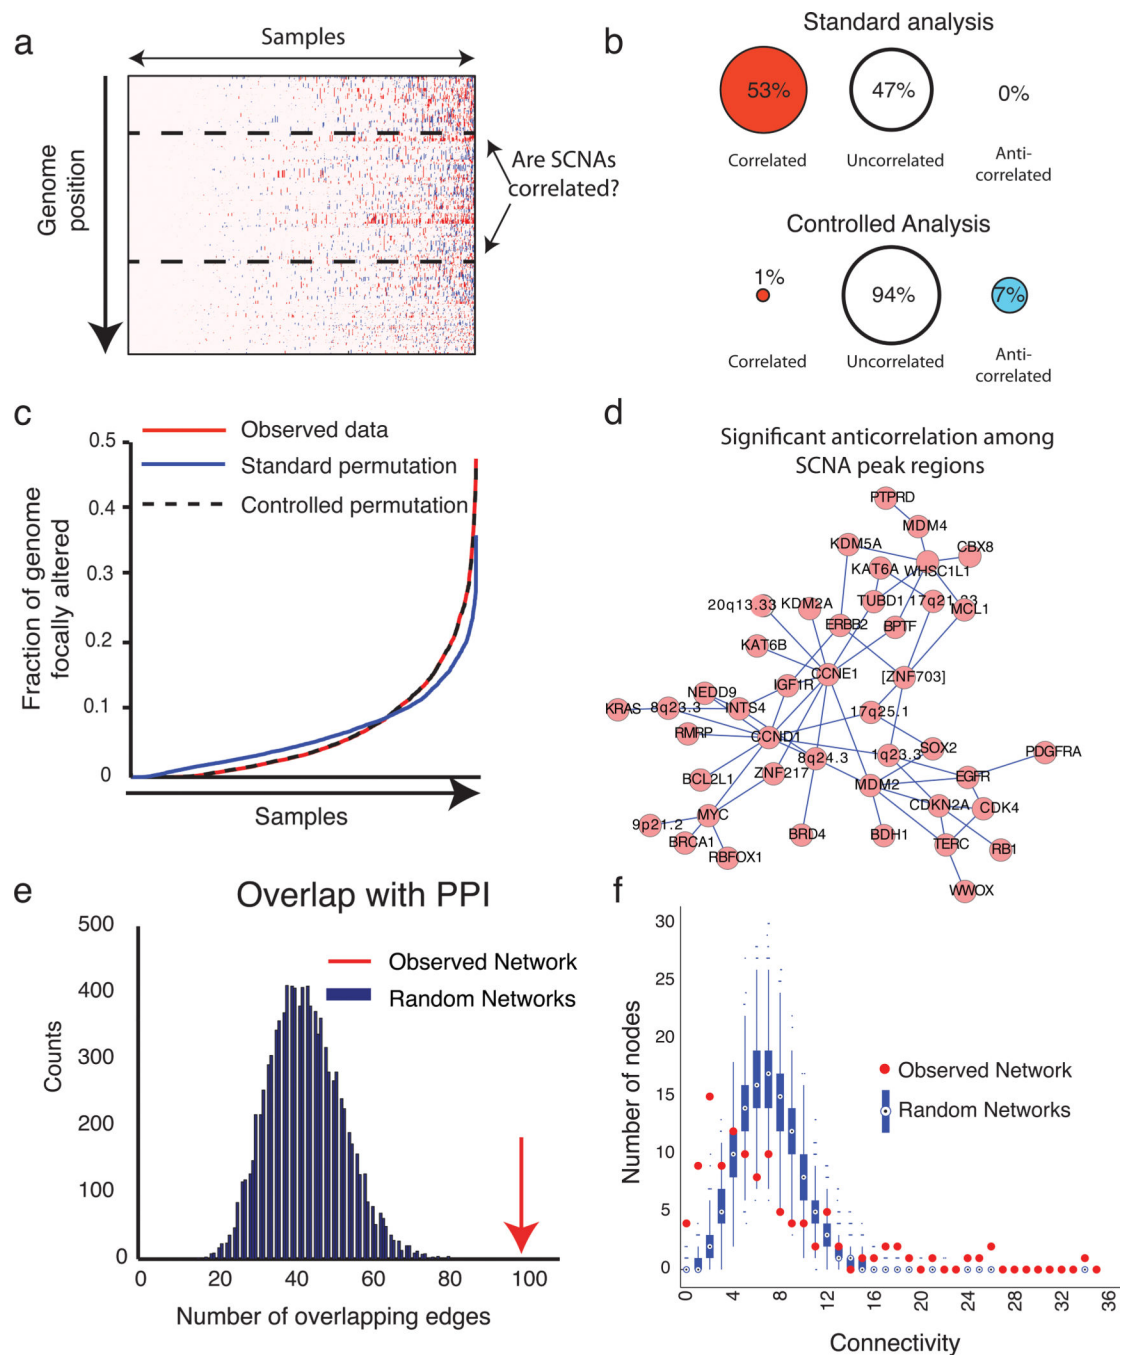 a
Samples
Genome
position
Are SCNAs
correlated?
b
Standard analysis
53%
47%
0%
Correlated
Uncorrelated
Anti-
correlated
Controlled Analysis
1%
94%
7%
Correlated
Uncorrelated
Anti-
correlated
c
Observed data
Standard permutation
Controlled permutation
Fraction of genome
focally altered
0.5
0.4
0.3
0.2
0.1
0
Samples
d
Significant anticorrelation among
SCNA peak regions
PTPRD
MDM4
KDM5A
CBX8
KAT6A
WHSC1L1
20q13.33
KDM2A
TUBD1
MCL1
ERBB2
BPTF
KAT6B
CCNE1
[ZNF703]
IGF1R
NEDD9
KRAS
8q23.3
INTS4
17q25.1
RMRP
CCND1
8q24.3
1q23.3
SOX2
PDGFRA
BCL2L1
ZNF217
MDM2
EGFR
MYC
CDKN2A
CDK4
9p21.2
BRCA1
RBFOX1
BRD4
BDH1
TERC
RB1
WWOX
e
Overlap with PPI
Observed Network
Random Networks
Counts
500
400
300
200
100
0
0 20 40 60 80 100
Number of overlapping edges
f
Number of nodes
30
25
20
15
10
5
0
Observed Network
Random Networks
0 4 8 12 16 20 24 28 32 36
Connectivity